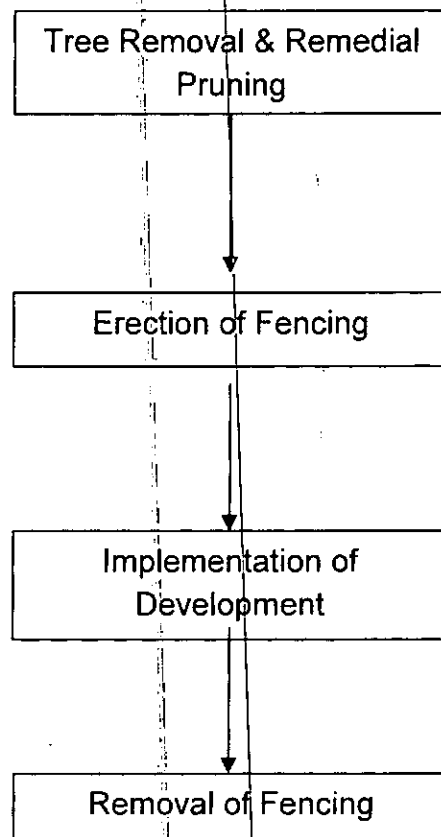 Tree Removal & Remedial
Pruning
Erection of Fencing
Implementation of
Development
Removal of Fencing